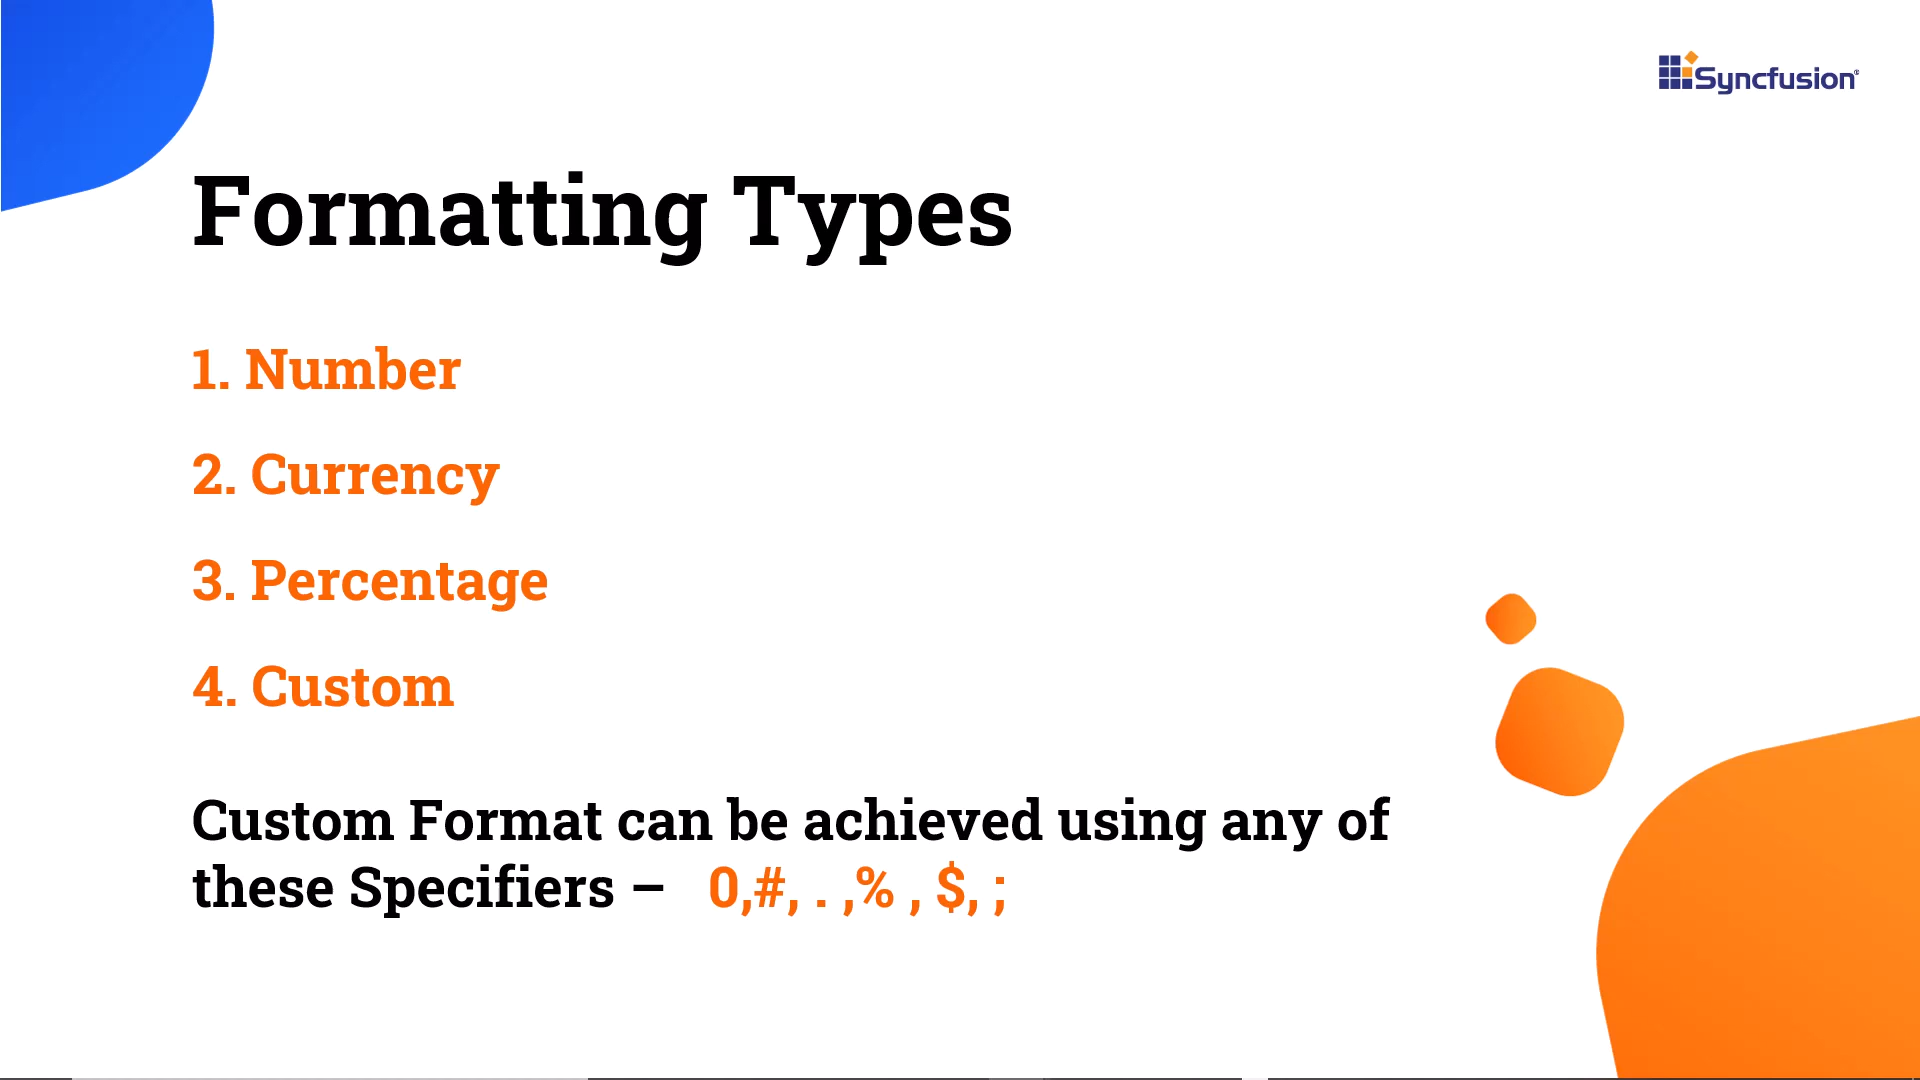 Syncfusion®
Formatting Types
1. Number
2. Currency
3. Percentage
4. Custom
Custom Format can be achieved using any of
these Specifiers – 0,#, . ,% , $, ;